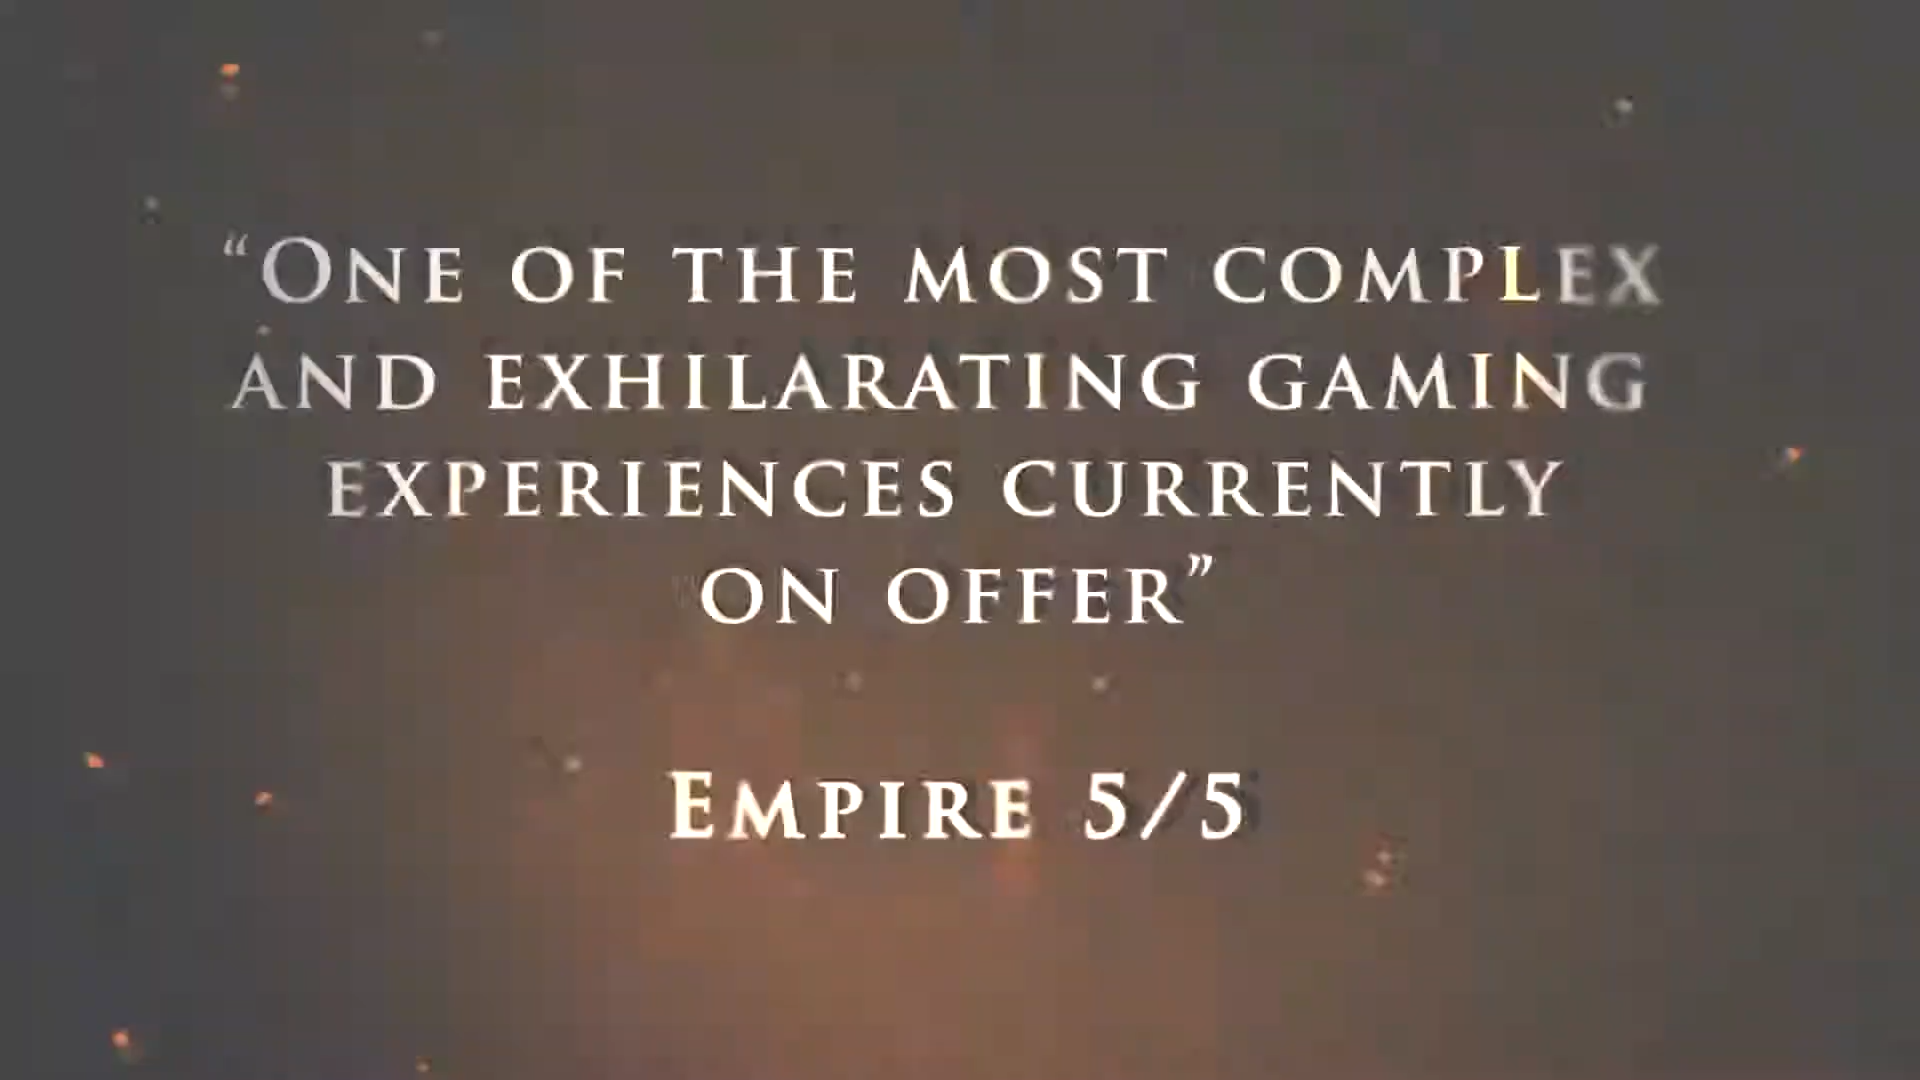 “One of the most complex
and exhilarating gaming
experiences currently
on offer”
Empire 5/5